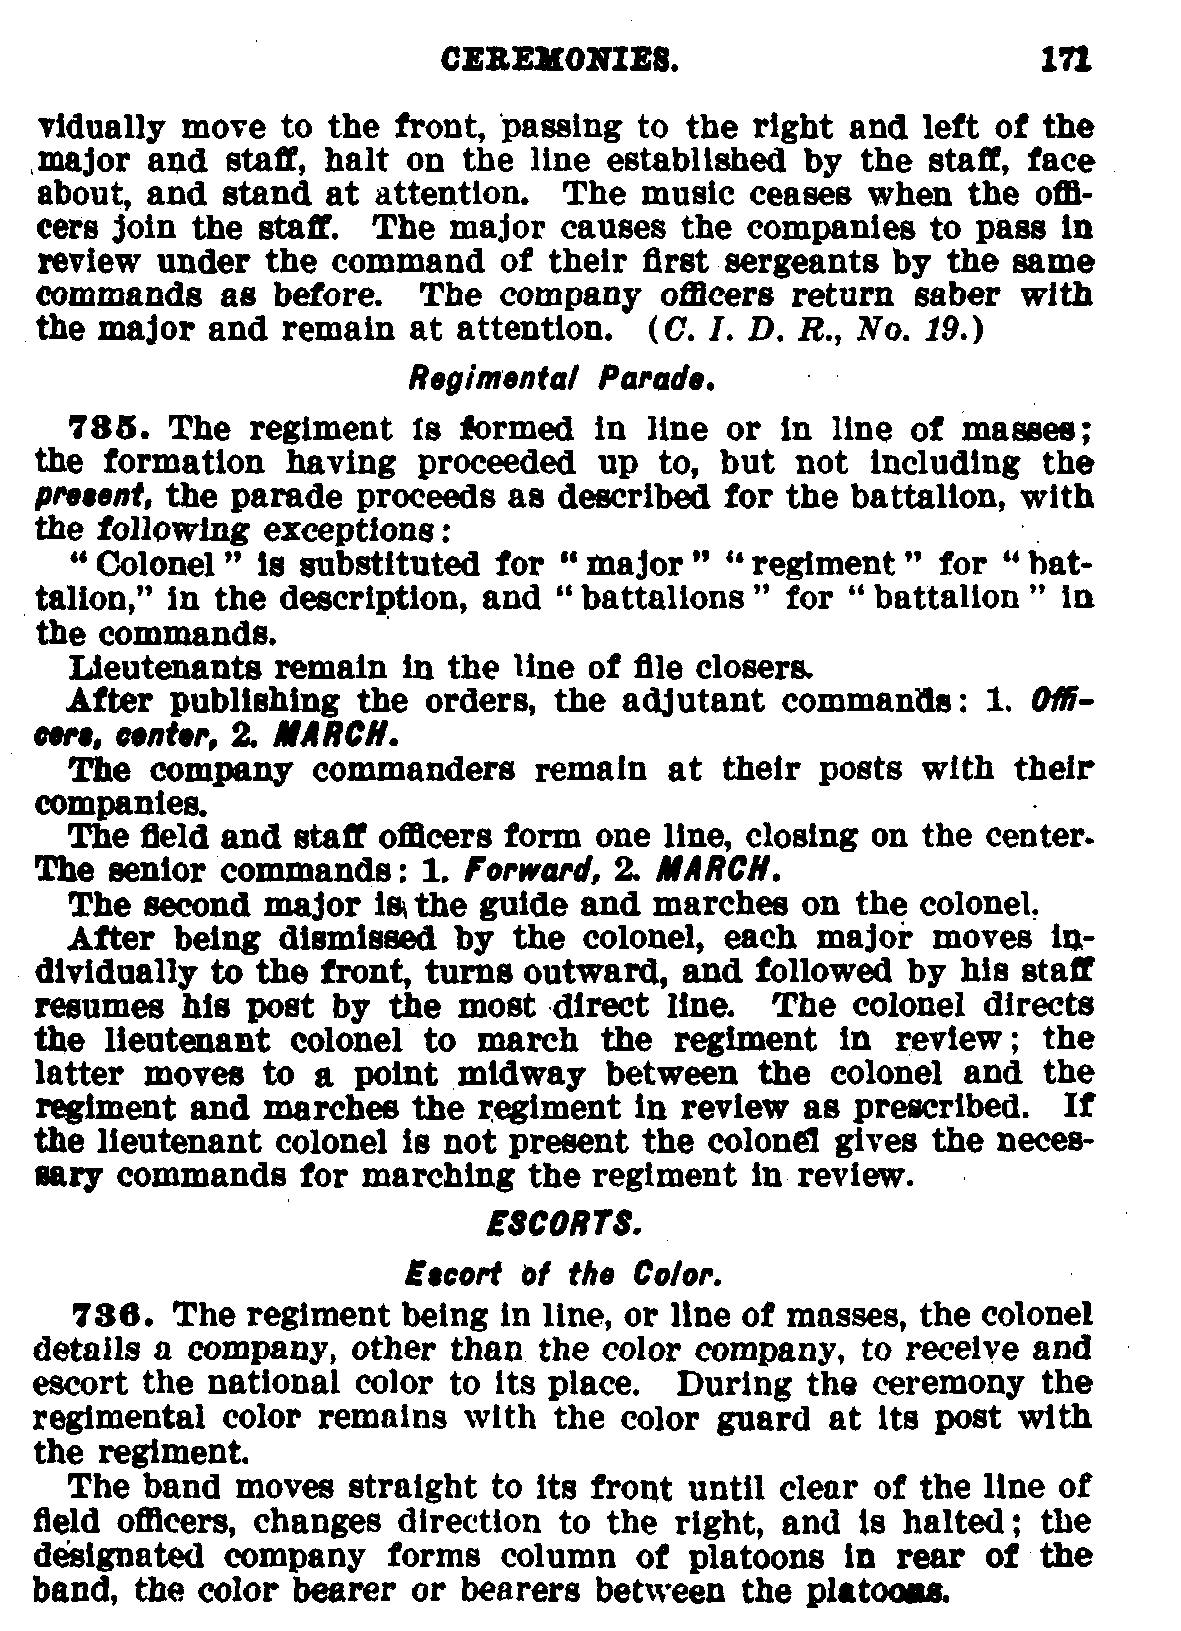 CEREMONIES. 171
vidually move to the front, passing to the right and left of the
major and staff, halt on the line established by the staff, face
about, and stand at attention. The music ceases when the offi-
cers join the staff. The major causes the companies to pass in
review under the command of their first sergeants by the same
commands as before. The company officers return saber with
the major and remain at attention. (C. I. D. R., No. 19.)
Regimental Parade.
735. The regiment is formed in line or in line of masses;
the formation having proceeded up to, but not including the
present, the parade proceeds as described for the battalion, with
the following exceptions:
"Colonel" is substituted for "major" "regiment" for "bat-
talion," in the description, and "battalions" for "battalion" in
the commands.
Lieutenants remain in the line of file closers.
After publishing the orders, the adjutant commands: 1. Offi-
cers, center, 2. MARCH.
The company commanders remain at their posts with their
companies.
The field and staff officers form one line, closing on the center.
The senior commands: 1. Forward, 2. MARCH.
The second major is the guide and marches on the colonel.
After being dismissed by the colonel, each major moves in-
dividually to the front, turns outward, and followed by his staff
resumes his post by the most direct line. The colonel directs
the lieutenant colonel to march the regiment in review; the
latter moves to a point midway between the colonel and the
regiment and marches the regiment in review as prescribed. If
the lieutenant colonel is not present the colonel gives the neces-
sary commands for marching the regiment in review.
ESCORTS.
Escort of the Color.
736. The regiment being in line, or line of masses, the colonel
details a company, other than the color company, to receive and
escort the national color to its place. During the ceremony the
regimental color remains with the color guard at its post with
the regiment.
The band moves straight to its front until clear of the line of
field officers, changes direction to the right, and is halted; the
designated company forms column of platoons in rear of the
band, the color bearer or bearers between the platoons.